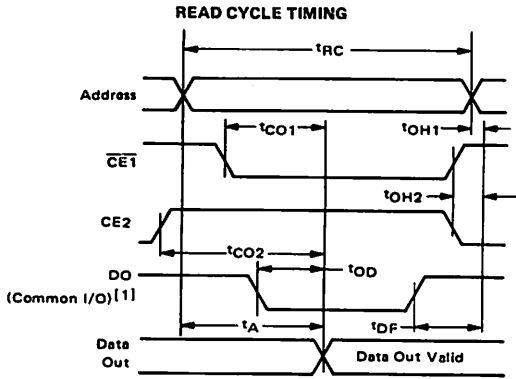 READ CYCLE TIMING
tRC
Address
tCO1
tOH1
CE1
tOH2
CE2
tCO2
DO
tOD
(Common I/O)[1]
tA
tDF
Data
Out
Data Out Valid